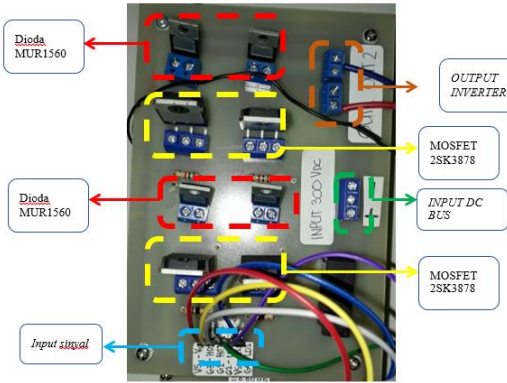 Dioda
MUR1560
OUTPUT
INVERTER
MOSFET
2SK3878
Dioda
MUR1560
INPUT 300 VDC
INPUT DC
BUS
MOSFET
2SK3878
Input sinyal